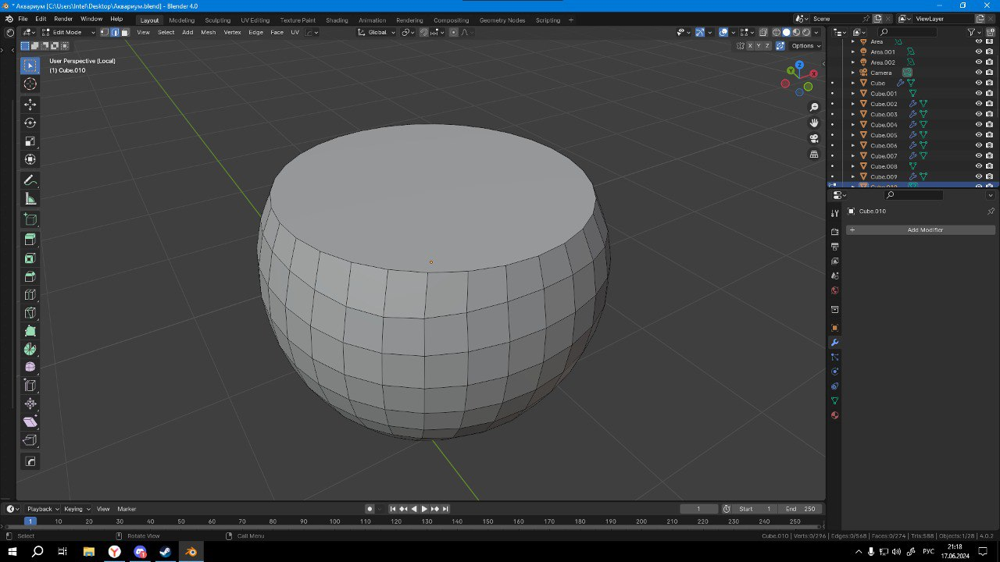 * Аквариум [C:\Users\Intel\Desktop\Аквариум.blend] - Blender 4.0
File Edit Render Window Help Layout Modeling Sculpting UV Editing Texture Paint Shading Animation Rendering Compositing Geometry Nodes Scripting + Scene ViewLayer
Edit Mode View Select Add Mesh Vertex Edge Face UV Global
X Y Z Options
User Perspective (Local)
(1) Cube.010
Z
Y
X
Area
Area.001
Area.002
Camera
Cube
Cube.001
Cube.002
Cube.003
Cube.004
Cube.005
Cube.006
Cube.007
Cube.008
Cube.009
Cube.010
Cube.010
+ Add Modifier
Playback Keying View Marker 1 Start 1 End 250
1 10 20 30 40 50 60 70 80 90 100 110 120 130 140 150 160 170 180 190 200 210 220 230 240 250
Select Rotate View Call Menu Cube.010 | Verts:0/296 | Edges:0/568 | Faces:0/274 | Tris:588 | Objects:1/28 | 4.0.2
РУС
21:18
17.06.2024